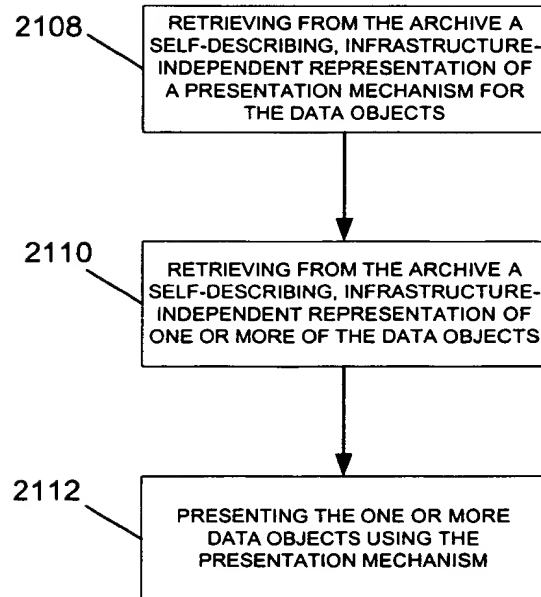 2108
RETRIEVING FROM THE ARCHIVE A
SELF-DESCRIBING, INFRASTRUCTURE-
INDEPENDENT REPRESENTATION OF
A PRESENTATION MECHANISM FOR
THE DATA OBJECTS
2110
RETRIEVING FROM THE ARCHIVE A
SELF-DESCRIBING, INFRASTRUCTURE-
INDEPENDENT REPRESENTATION OF
ONE OR MORE OF THE DATA OBJECTS
2112
PRESENTING THE ONE OR MORE
DATA OBJECTS USING THE
PRESENTATION MECHANISM